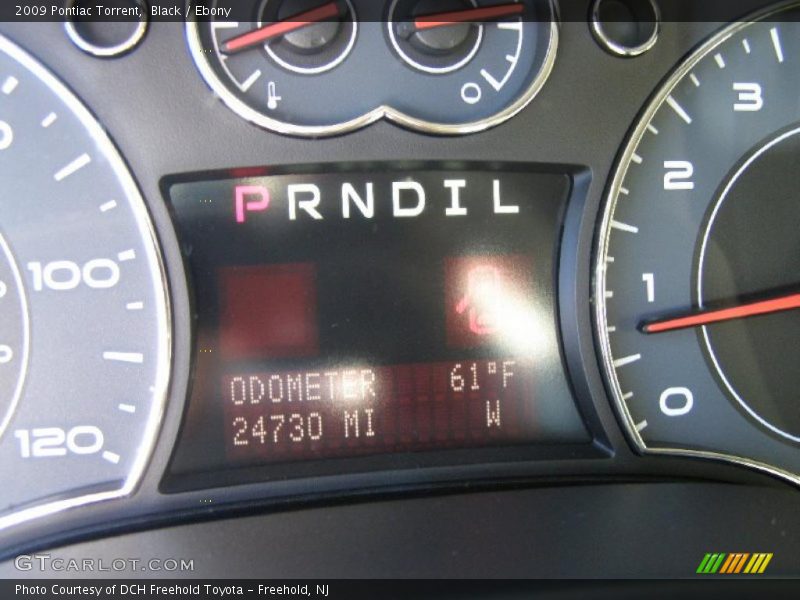 2009 Pontiac Torrent, Black / Ebony
0
3
2
P R N D I L
100
1
ODOMETER 61°F
24730 MI W
0
120
GTCARLOT.COM
Photo Courtesy of DCH Freehold Toyota - Freehold, NJ